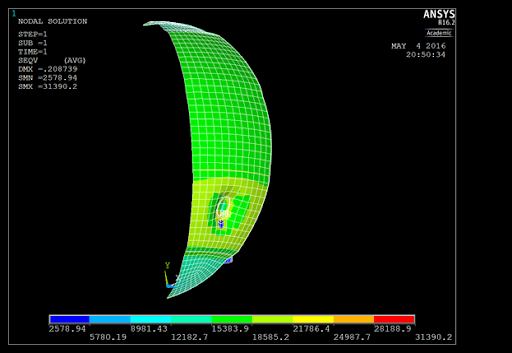 1
NODAL SOLUTION
STEP=1
SUB =1
TIME=1
SEQV (AVG)
DMX =.208739
SMN =2578.94
SMX =31390.2
ANSYS
R16.2
Academic
MAY 4 2016
20:50:34
Y
X
2578.94 8981.43 15383.9 21786.4 28188.9
5780.19 12182.7 18585.2 24987.7 31390.2